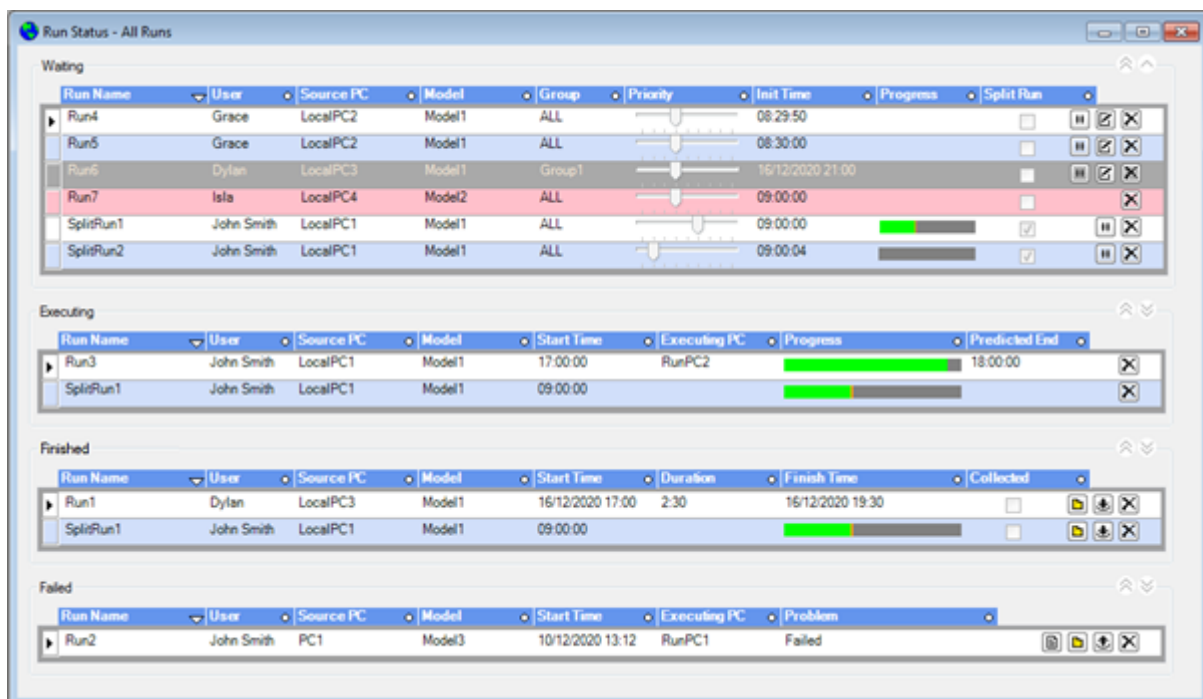 Run Status - All Runs
Waiting
Run Name User Source PC Model Group Priority Init Time Progress Split Run
Run4 Grace LocalPC2 Model1 ALL 08:29:50
Run5 Grace LocalPC2 Model1 ALL 08:30:00
Run6 Dylan LocalPC3 Model1 Group1 16/12/2020 21:00
Run7 Isla LocalPC4 Model2 ALL 09:00:00
SplitRun1 John Smith LocalPC1 Model1 ALL 09:00:00
SplitRun2 John Smith LocalPC1 Model1 ALL 09:00:04
Executing
Run Name User Source PC Model Start Time Executing PC Progress Predicted End
Run3 John Smith LocalPC1 Model1 17:00:00 RunPC2 18:00:00
SplitRun1 John Smith LocalPC1 Model1 09:00:00
Finished
Run Name User Source PC Model Start Time Duration Finish Time Collected
Run1 Dylan LocalPC3 Model1 16/12/2020 17:00 2:30 16/12/2020 19:30
SplitRun1 John Smith LocalPC1 Model1 09:00:00
Failed
Run Name User Source PC Model Start Time Executing PC Problem
Run2 John Smith PC1 Model3 10/12/2020 13:12 RunPC1 Failed